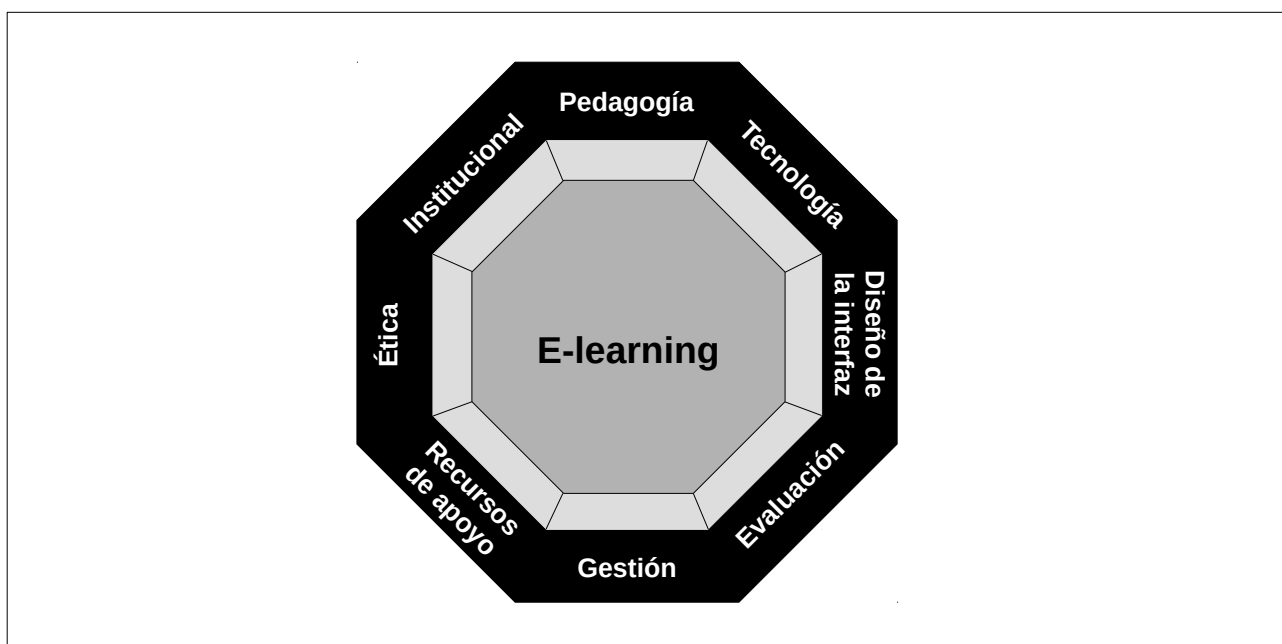 Pedagogía
Tecnología
Diseño de
la interfaz
Evaluación
Gestión
Recursos
de apoyo
Ética
Institucional
E-learning